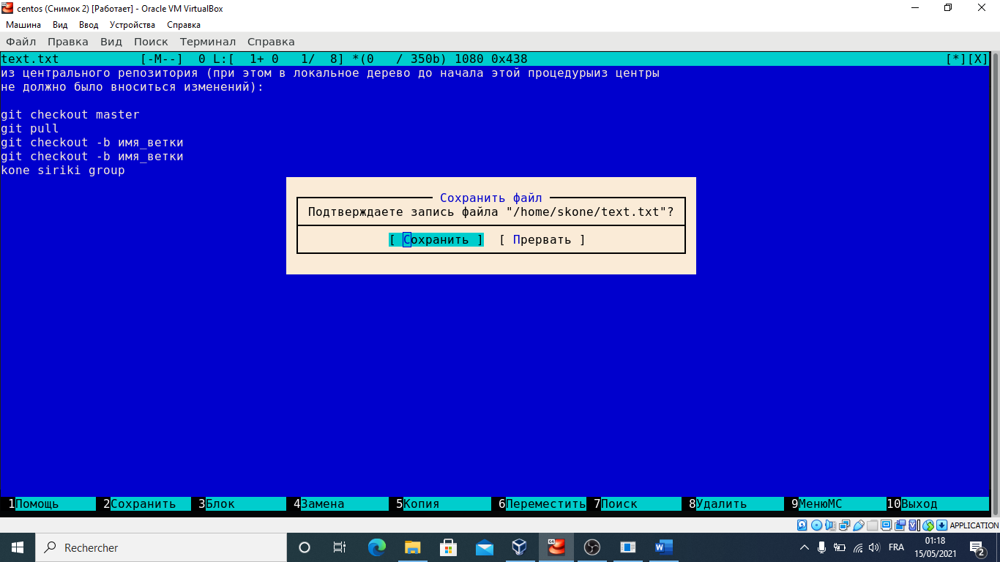 centos (Снимок 2) [Работает] - Oracle VM VirtualBox
Машина Вид Ввод Устройства Справка
Файл Правка Вид Поиск Терминал Справка
text.txt [-M--] 0 L:[ 1+ 0 1/ 8] *(0 / 350b) 1080 0x438 [*][X]
из центрального репозитория (при этом в локальное дерево до начала этой процедурыиз центры
не должно было вноситься изменений):
git checkout master
git pull
git checkout -b имя_ветки
git checkout -b имя_ветки
kone siriki group
Сохранить файл
Подтверждаете запись файла "/home/skone/text.txt"?
[ Сохранить ] [ Прервать ]
1Помощь 2Сохранить 3Блок 4Замена 5Копия 6Переместить 7Поиск 8Удалить 9МенюMC 10Выход
APPLICATION
Rechercher
FRA
01:18
15/05/2021
2